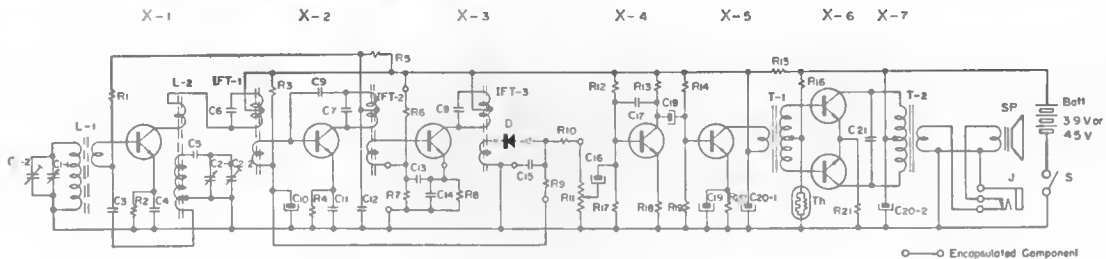 X-1 X-2 X-3 X-4 X-5 X-6 X-7
R5
L-2 IFT-1 R3 C9 IFT-2 R6 IFT-3 R12 R13 R14 R15 R16
R1 C6 C7 C8 D R10 C17 C18 T-1 T-2 SP Batt
L-1 C21 3.9V or
4.5V
C5 C13 C15 C16 J S
C3 R2 C4 C10 R4 C11 C12 R7 C14 R8 R9 R11 R17 R18 R19 C19 C20-1 Th R21 C20-2
Encapsulated Component